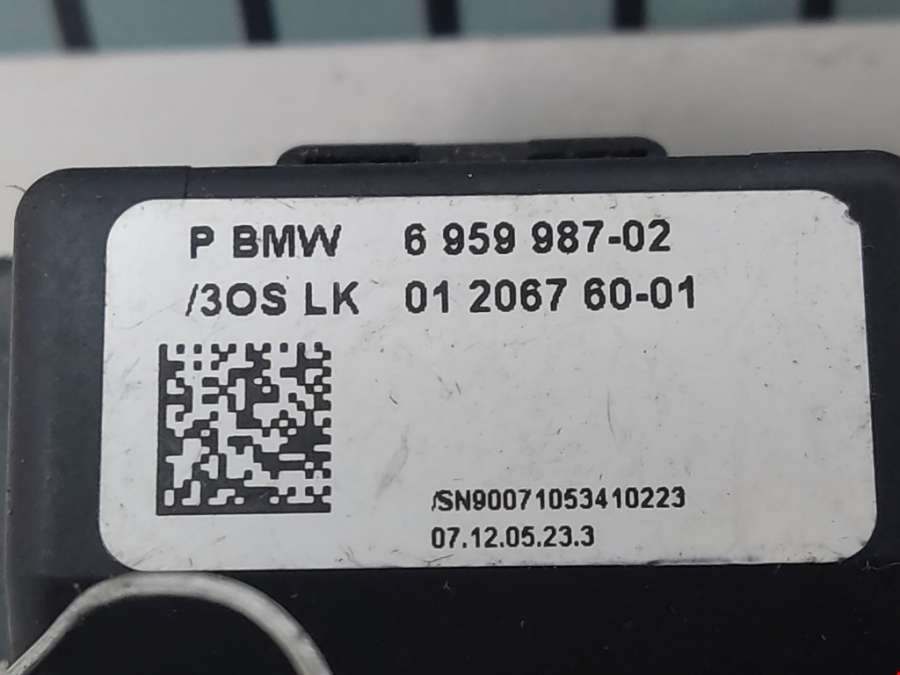 P BMW 6 959 987-02
/3OS LK 01 2067 60-01
/SN90071053410223
07.12.05.23.3